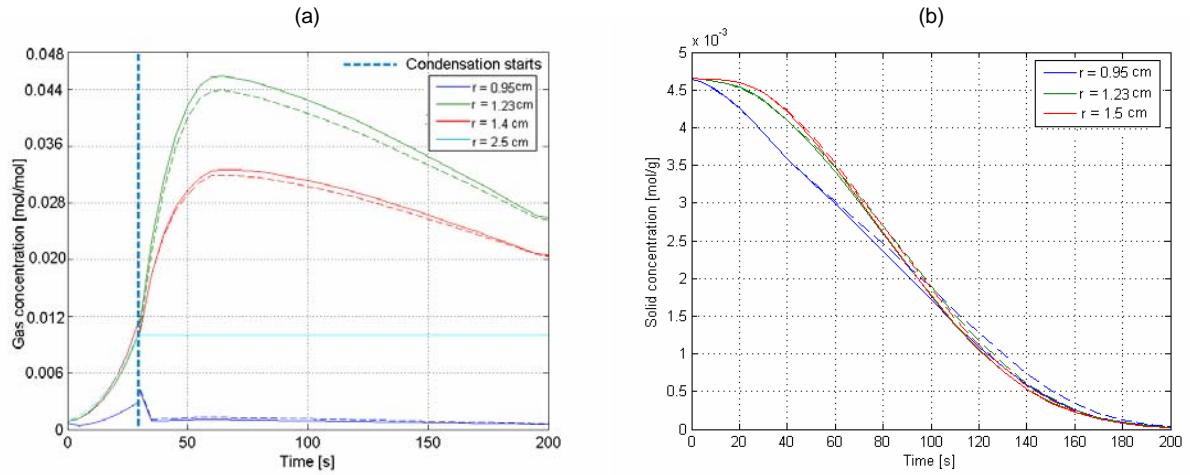 (a)
Gas concentration [mol/mol]
0.048
0.044
0.036
0.028
0.020
0.012
0.006
0
Condensation starts
r = 0.95 cm
r = 1.23 cm
r = 1.4 cm
r = 2.5 cm
0 50 100 150 200
Time [s]
(b)
x 10⁻³
Solid concentration [mol/g]
5
4.5
4
3.5
3
2.5
2
1.5
1
0.5
0
r = 0.95 cm
r = 1.23 cm
r = 1.5 cm
0 20 40 60 80 100 120 140 160 180 200
Time [s]